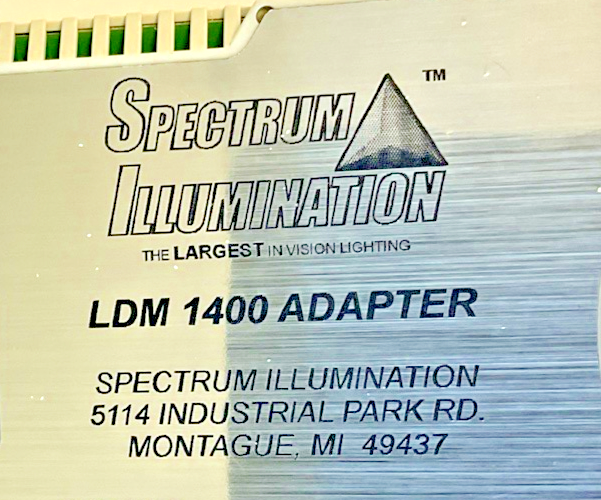 SPECTRUM ™
ILLUMINATION
THE LARGEST IN VISION LIGHTING
LDM 1400 ADAPTER
SPECTRUM ILLUMINATION
5114 INDUSTRIAL PARK RD.
MONTAGUE, MI 49437